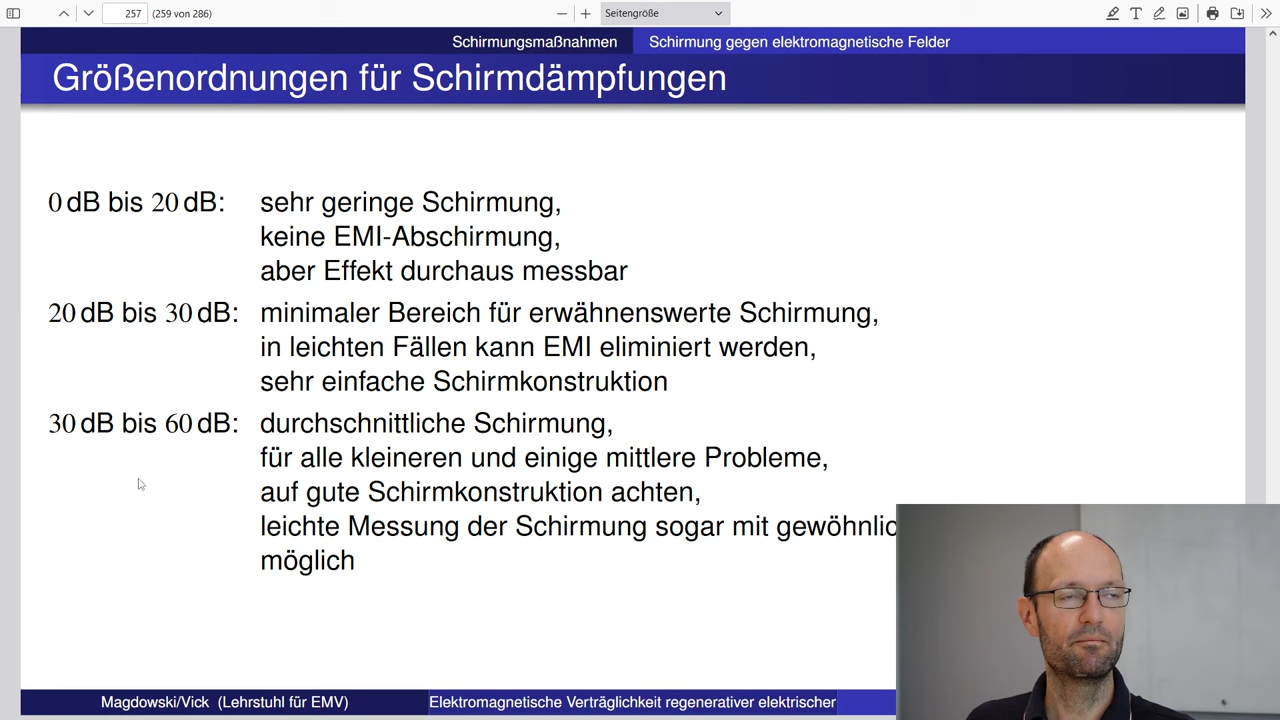 257
(259 von 286)
Seitengröße
Schirmungsmaßnahmen Schirmung gegen elektromagnetische Felder
Größenordnungen für Schirmdämpfungen
0 dB bis 20 dB: sehr geringe Schirmung,
keine EMI-Abschirmung,
aber Effekt durchaus messbar
20 dB bis 30 dB: minimaler Bereich für erwähnenswerte Schirmung,
in leichten Fällen kann EMI eliminiert werden,
sehr einfache Schirmkonstruktion
30 dB bis 60 dB: durchschnittliche Schirmung,
für alle kleineren und einige mittlere Probleme,
auf gute Schirmkonstruktion achten,
leichte Messung der Schirmung sogar mit
möglich
Magdowski/Vick (Lehrstuhl für EMV) Elektromagnetische Verträglichkeit regenerativer elektrischer